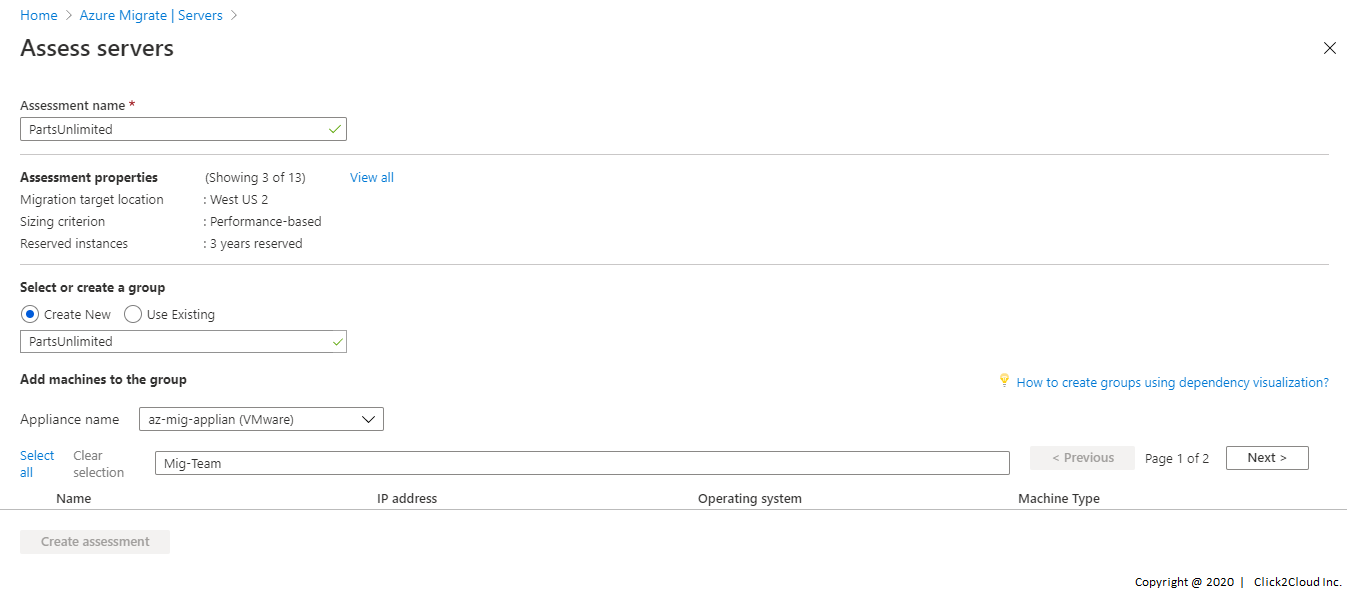 Home > Azure Migrate | Servers >
Assess servers
Assessment name *
PartsUnlimited
Assessment properties (Showing 3 of 13) View all
Migration target location : West US 2
Sizing criterion : Performance-based
Reserved instances : 3 years reserved
Select or create a group
Create New Use Existing
PartsUnlimited
Add machines to the group
How to create groups using dependency visualization?
Appliance name az-mig-applian (VMware)
Select all Clear selection Mig-Team < Previous Page 1 of 2 Next >
Name IP address Operating system Machine Type
Create assessment
Copyright @ 2020 | Click2Cloud Inc.